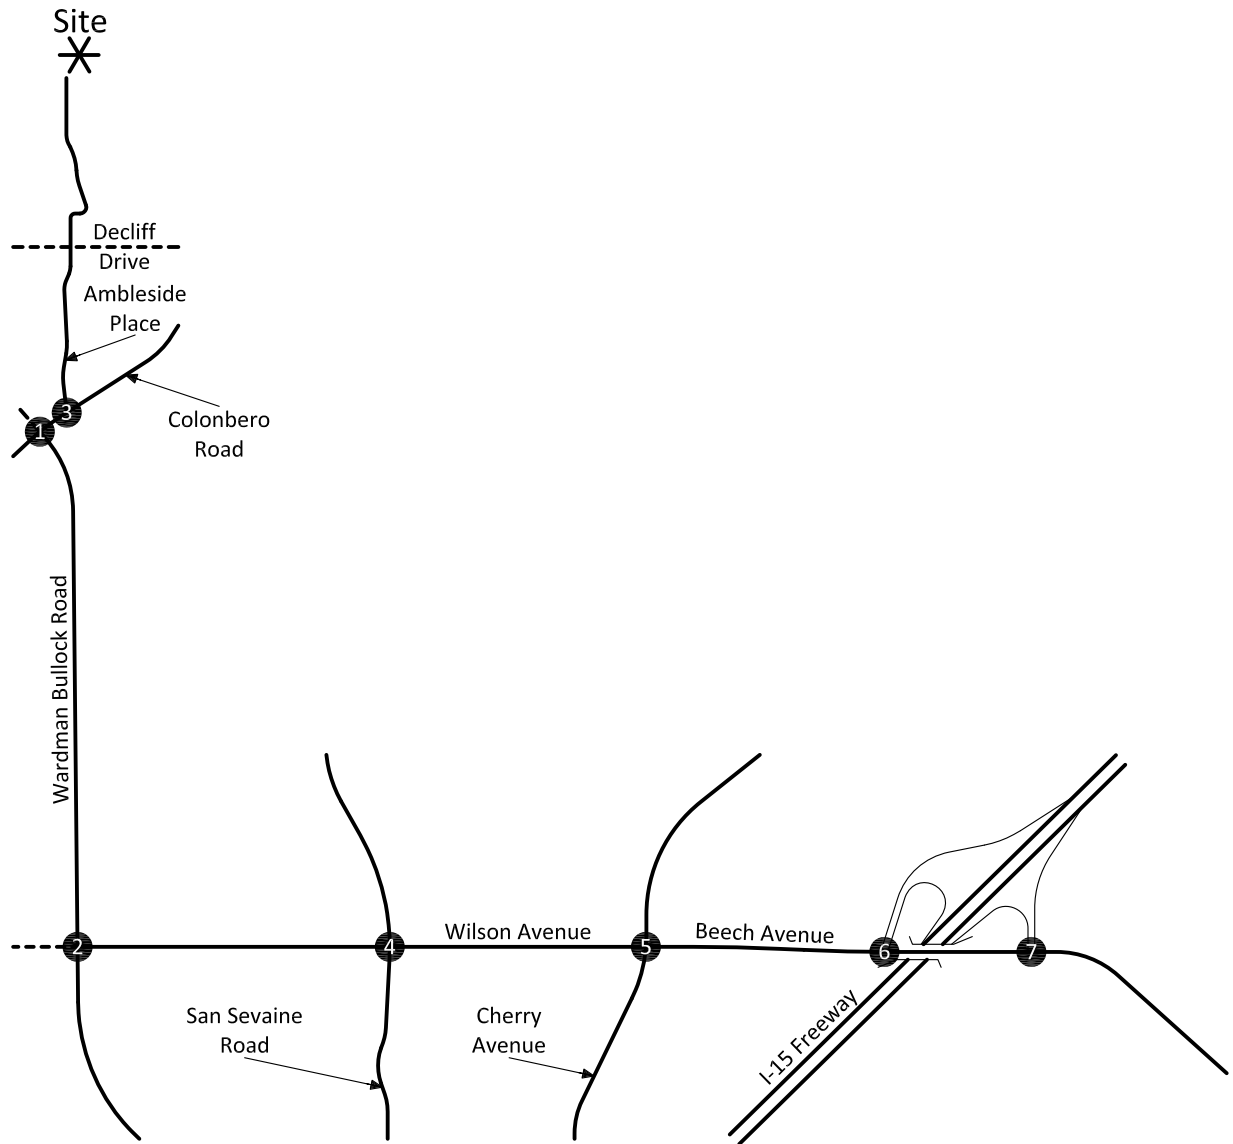 Site
Decliff
Drive
Ambleside
Place
3
1
Colonbero
Road
Wardman Bullock Road
Wilson Avenue
Beech Avenue
2
4
5
6
7
San Sevaine
Road
Cherry
Avenue
I-15 Freeway